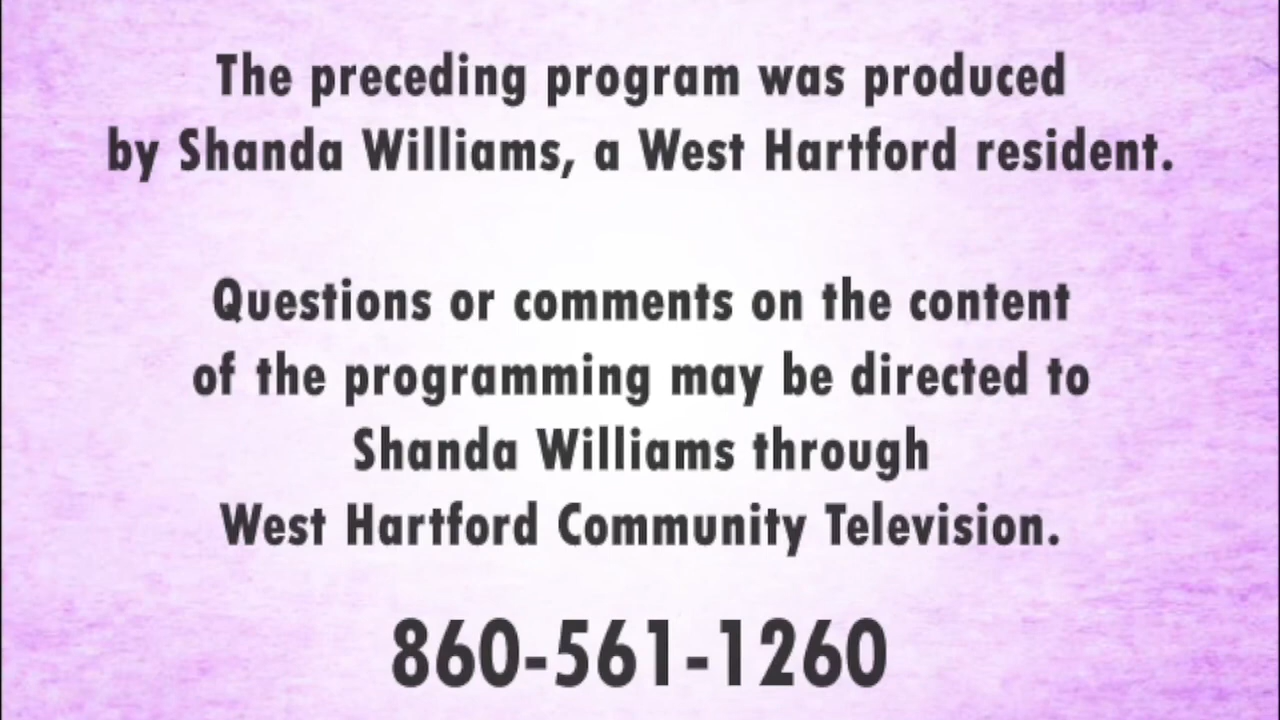 The preceding program was produced
by Shanda Williams, a West Hartford resident.
Questions or comments on the content
of the programming may be directed to
Shanda Williams through
West Hartford Community Television.
860-561-1260